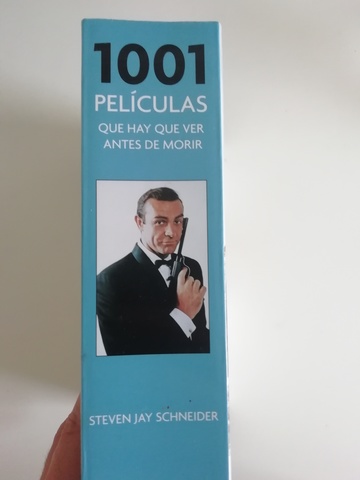 1001
PELÍCULAS
QUE HAY QUE VER
ANTES DE MORIR
STEVEN JAY SCHNEIDER